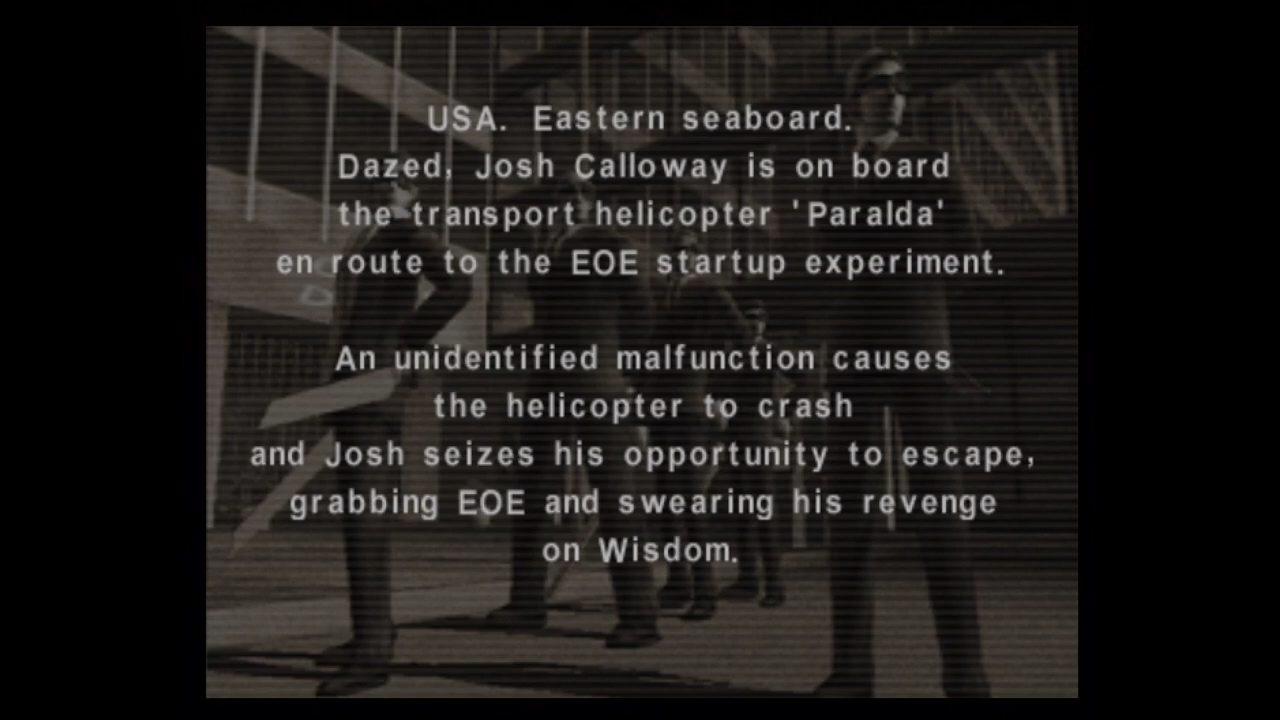 USA. Eastern seaboard.
Dazed, Josh Calloway is on board
the transport helicopter 'Paralda'
en route to the EOE startup experiment.
An unidentified malfunction causes
the helicopter to crash
and Josh seizes his opportunity to escape,
grabbing EOE and swearing his revenge
on Wisdom.